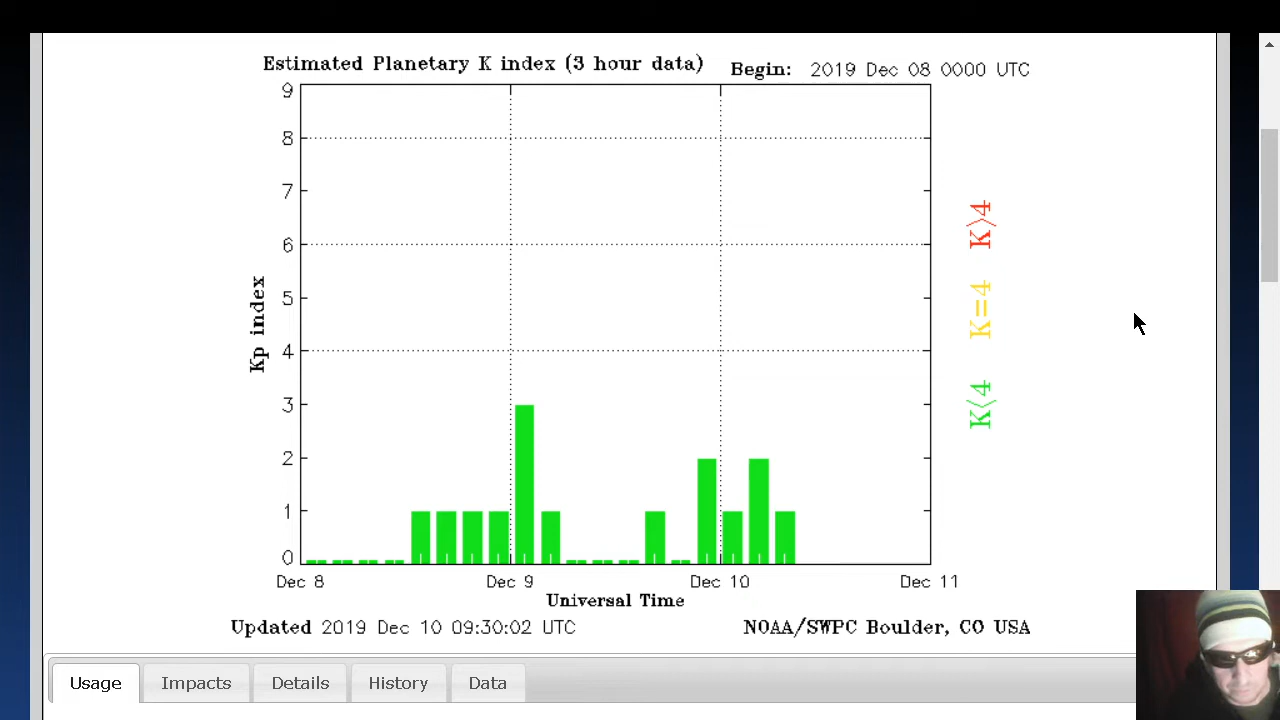 Estimated Planetary K index (3 hour data) Begin: 2019 Dec 08 0000 UTC
9
8
7
6
5
4
3
2
1
0
Kp index
K>4
K=4
K<4
Dec 8 Dec 9 Dec 10 Dec 11
Universal Time
Updated 2019 Dec 10 09:30:02 UTC NOAA/SWPC Boulder, CO USA
Usage Impacts Details History Data